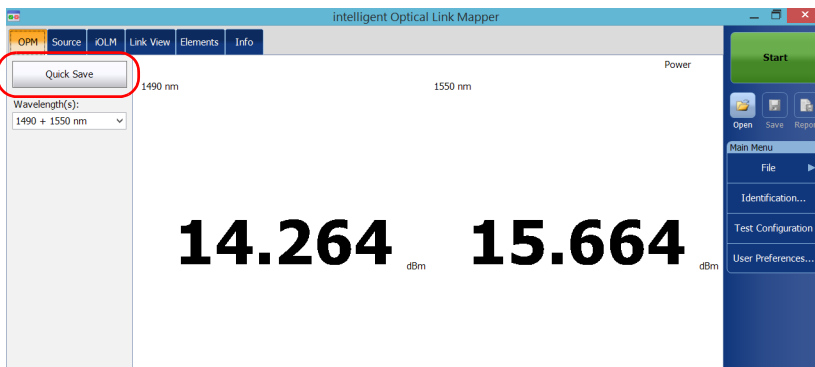 intelligent Optical Link Mapper
OPM Source iOLM Link View Elements Info
Quick Save
Wavelength(s):
1490 + 1550 nm
Power
1490 nm
1550 nm
14.264 dBm
15.664 dBm
Start
Open Save Repor
Main Menu
File
Identification...
Test Configuration
User Preferences...